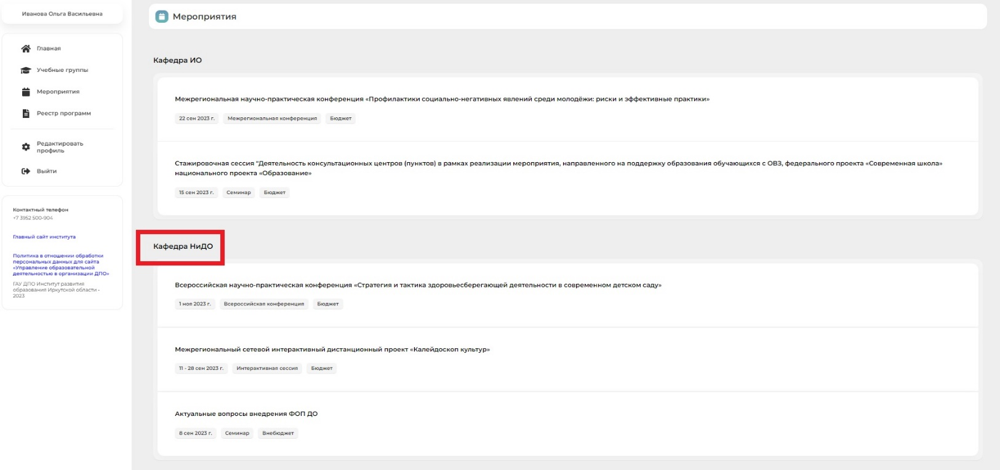 Иванова Ольга Васильевна
Главная
Учебные группы
Мероприятия
Реестр программ
Редактировать
профиль
Выйти
Контактный телефон
+7 3952 500-904
Главный сайт института
Политика в отношении обработки
персональных данных для сайта
«Управление образовательной
деятельностью в организации ДПО»
ГАУ ДПО Институт развития
образования Иркутской области -
2023
Мероприятия
Кафедра ИО
Межрегиональная научно-практическая конференция «Профилактики социально-негативных явлений среди молодёжи: риски и эффективные практики»
22 сен 2023 г. Межрегиональная конференция Бюджет
Стажировочная сессия "Деятельность консультационных центров (пунктов) в рамках реализации мероприятия, направленного на поддержку образования обучающихся с ОВЗ, федерального проекта «Современная школа»
национального проекта «Образование»
15 сен 2023 г. Семинар Бюджет
Кафедра НиДО
Всероссийская научно-практическая конференция «Стратегия и тактика здоровьесберегающей деятельности в современном детском саду»
1 ноя 2023 г. Всероссийская конференция Бюджет
Межрегиональный сетевой интерактивный дистанционный проект «Калейдоскоп культур»
11 - 28 сен 2023 г. Интерактивная сессия Бюджет
Актуальные вопросы внедрения ФОП ДО
8 сен 2023 г. Семинар Внебюджет